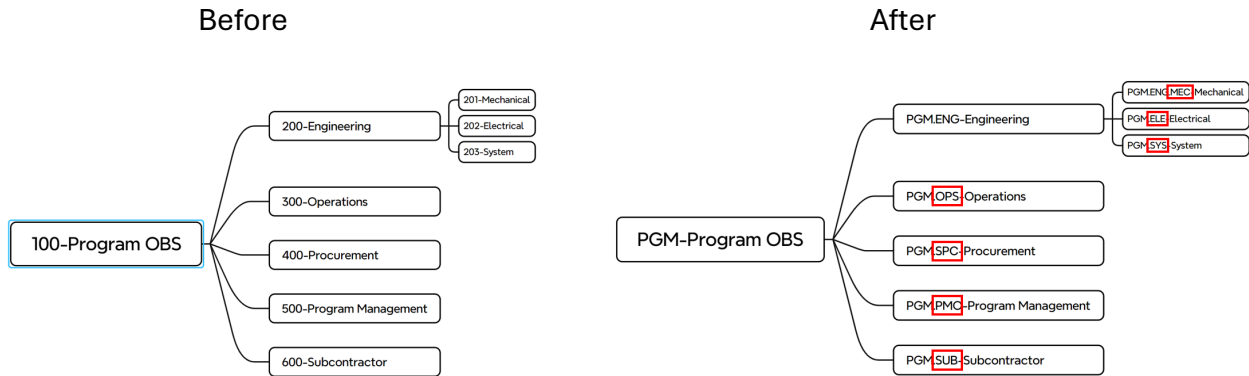 Before
After
100-Program OBS
200-Engineering
201-Mechanical
202-Electrical
203-System
300-Operations
400-Procurement
500-Program Management
600-Subcontractor
PGM-Program OBS
PGM.ENG-Engineering
PGM.ENG.MEC-Mechanical
PGM.ELE-Electrical
PGM.SYS-System
PGM.OPS-Operations
PGM.SPC-Procurement
PGM.PMO-Program Management
PGM.SUB-Subcontractor